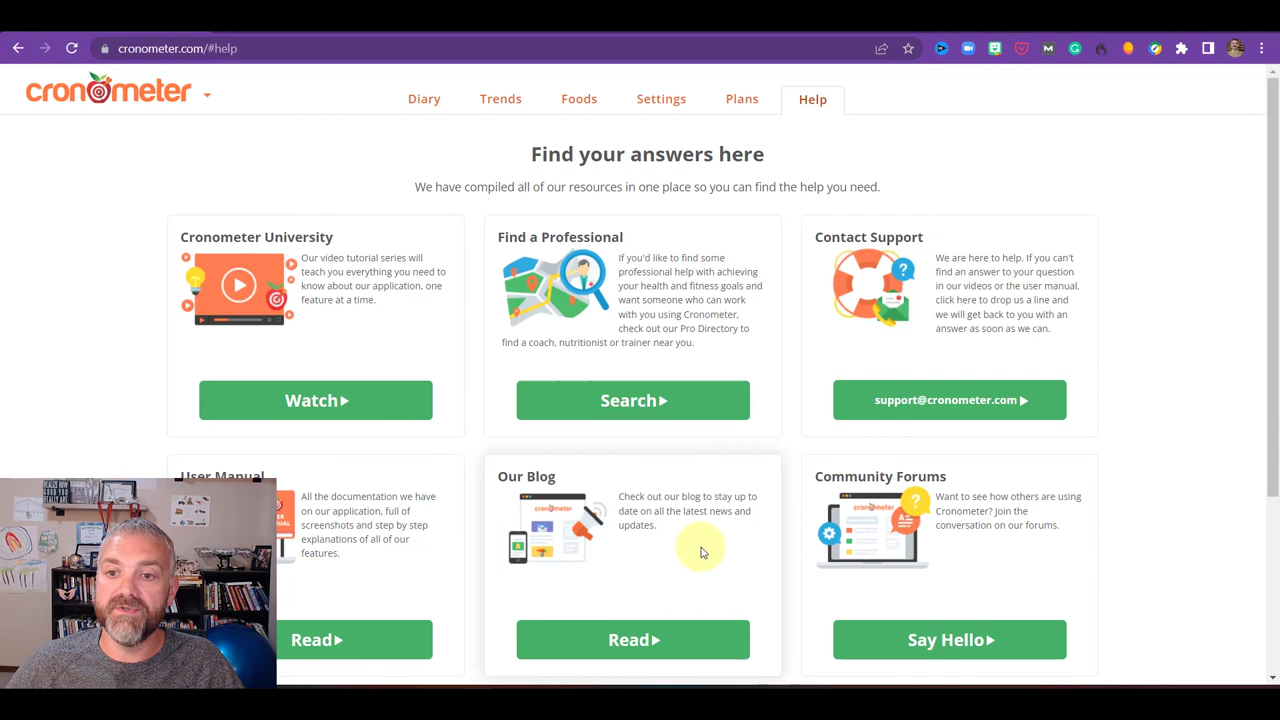 cronometer.com/#help
cronometer
Diary
Trends
Foods
Settings
Plans
Help
Find your answers here
We have compiled all of our resources in one place so you can find the help you need.
Cronometer University
Our video tutorial series will
teach you everything you need to
know about our application, one
feature at a time.
Watch
Find a Professional
If you'd like to find some
professional help with achieving
your health and fitness goals and
want someone who can work
with you using Cronometer,
check out our Pro Directory to
find a coach, nutritionist or trainer near you.
Search
Contact Support
We are here to help. If you can't
find an answer to your question
in our videos or the user manual,
click here to drop us a line and
we will get back to you with an
answer as soon as we can.
support@cronometer.com
User Manual
All the documentation we have
on our application, full of
screenshots and step by step
explanations of all of our
features.
Read
Our Blog
Check out our blog to stay up to
date on all the latest news and
updates.
Read
Community Forums
Want to see how others are using
Cronometer? Join the
conversation on our forums.
Say Hello